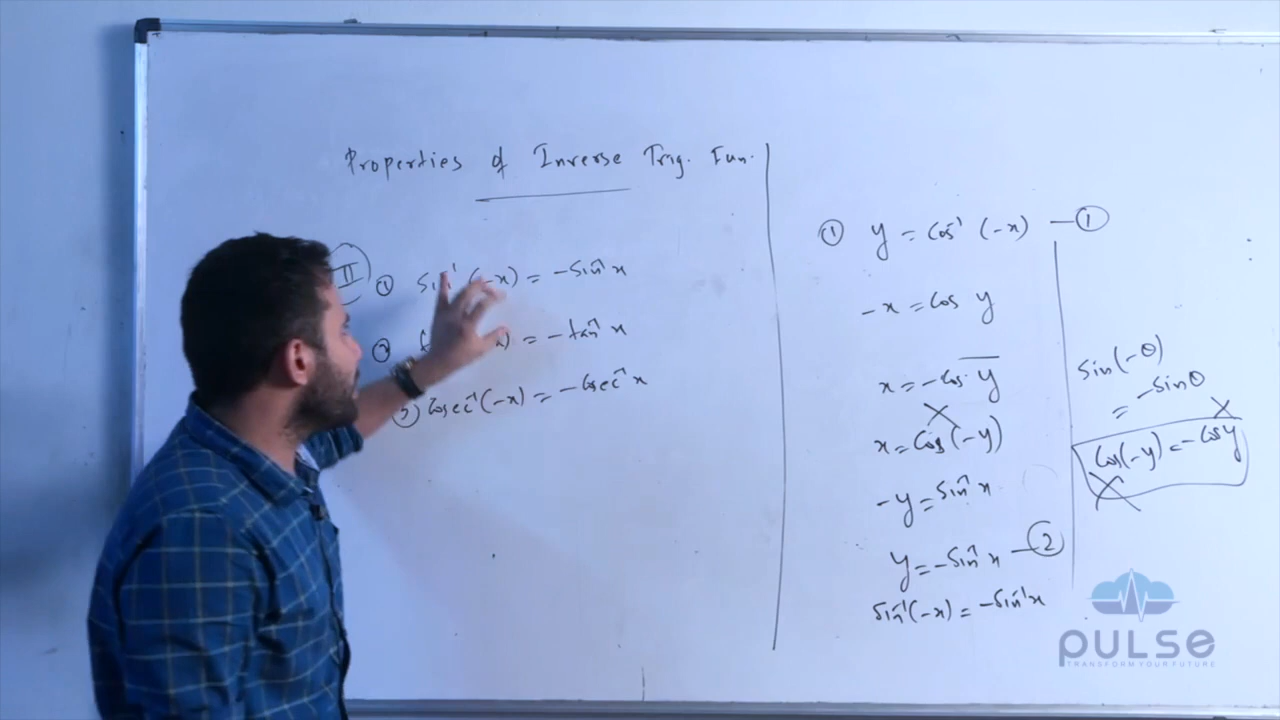 Properties of Inverse Trig. Fun.
II
① sin⁻¹(-x) = -sin⁻¹x
② = -tan⁻¹x
③ cosec⁻¹(-x) = -cosec⁻¹x
① y = cos⁻¹(-x) — ①
-x = cos y
x = -cos y
x = cos(-y)
-y = sin⁻¹x
y = -sin⁻¹x — ②
sin⁻¹(-x) = -sin⁻¹x
sin(-θ)
= -sinθ
cos(-y) = -cos y
PULSE
TRANSFORM YOUR FUTURE